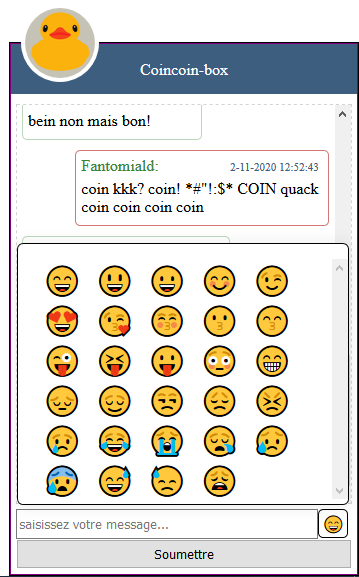 Coincoin-box
bein non mais bon!
Fantomiald: 2-11-2020 12:52:43
coin kkk? coin! *#"!:$* COIN quack
coin coin coin coin
saisissez votre message...
Soumettre